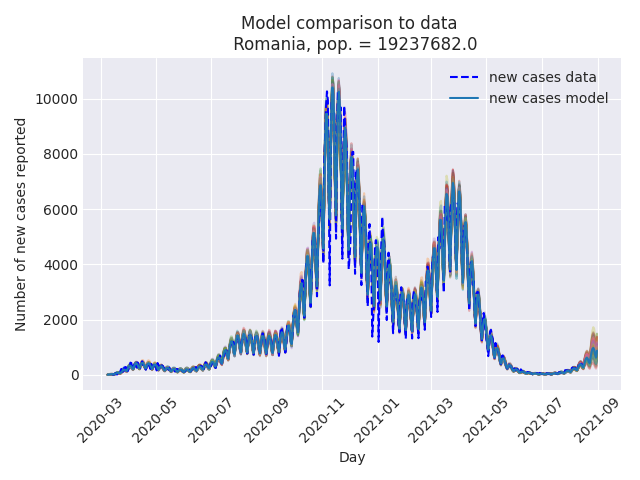 Model comparison to data
Romania, pop. = 19237682.0
new cases data
new cases model
Number of new cases reported
10000
8000
6000
4000
2000
0
2020-03
2020-05
2020-07
2020-09
2020-11
2021-01
2021-03
2021-05
2021-07
2021-09
Day